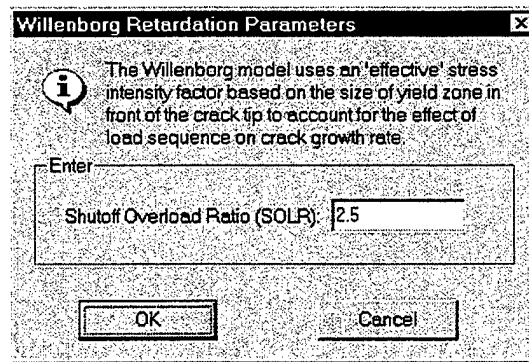 Willenborg Retardation Parameters
The Willenborg model uses an 'effective' stress
intensity factor based on the size of yield zone in
front of the crack tip to account for the effect of
load sequence on crack growth rate.
Enter
Shutoff Overload Ratio (SOLR): 2.5
OK Cancel